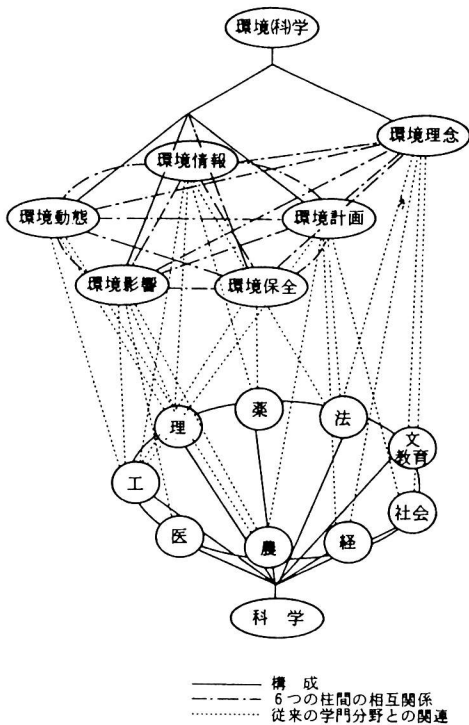 環境(科)学
環境理念
環境情報
環境動態
環境計画
環境影響
環境保全
薬
理
法
文
教育
工
社会
医
農
経
科学
構成
6つの柱間の相互関係
従来の学門分野との関連